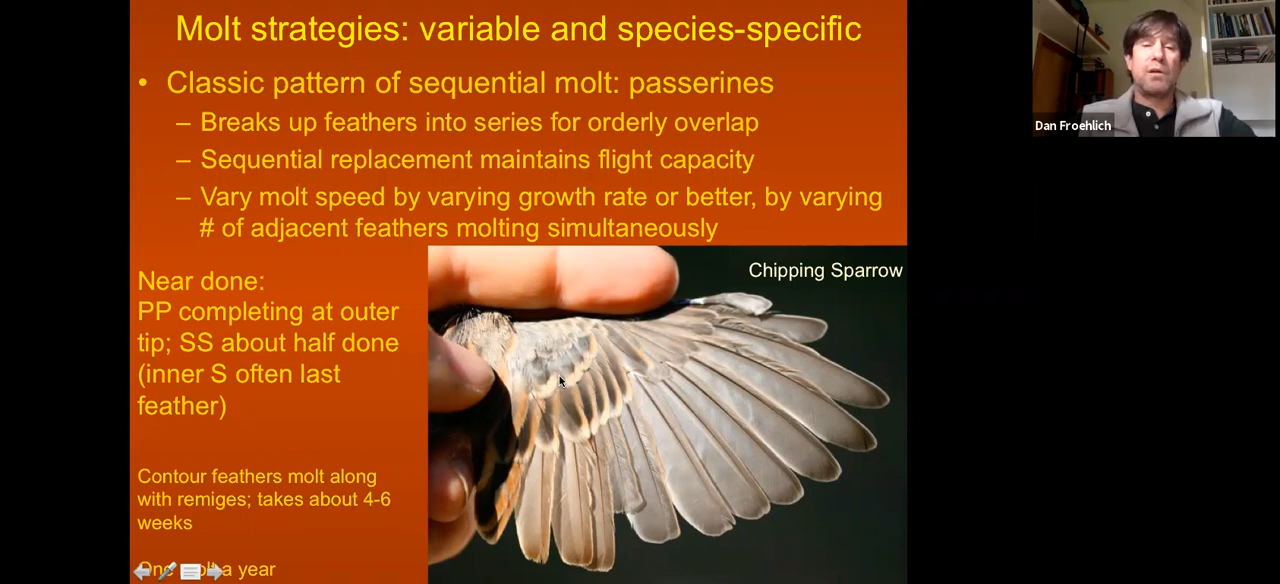 Molt strategies: variable and species-specific
• Classic pattern of sequential molt: passerines
– Breaks up feathers into series for orderly overlap
– Sequential replacement maintains flight capacity
– Vary molt speed by varying growth rate or better, by varying
# of adjacent feathers molting simultaneously
Near done:
PP completing at outer
tip; SS about half done
(inner S often last
feather)
Contour feathers molt along
with remiges; takes about 4-6
weeks
One molt a year
Chipping Sparrow
Dan Froehlich